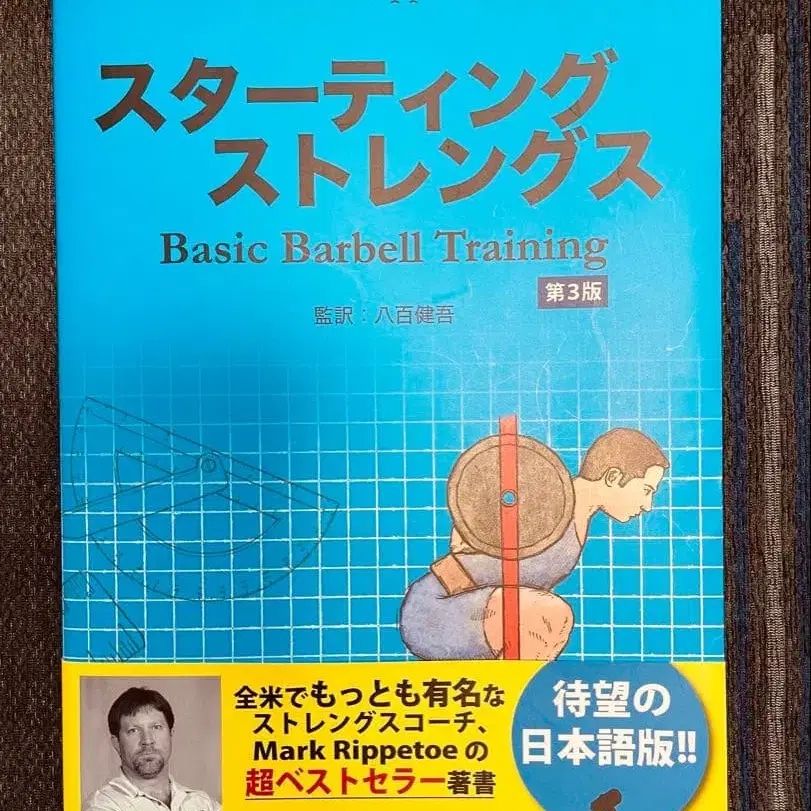 スターティング
ストレングス
Basic Barbell Training
第3版
監訳：八百健吾
全米でもっとも有名な
ストレングスコーチ、
Mark Rippetoe の
超ベストセラー著書
待望の
日本語版!!